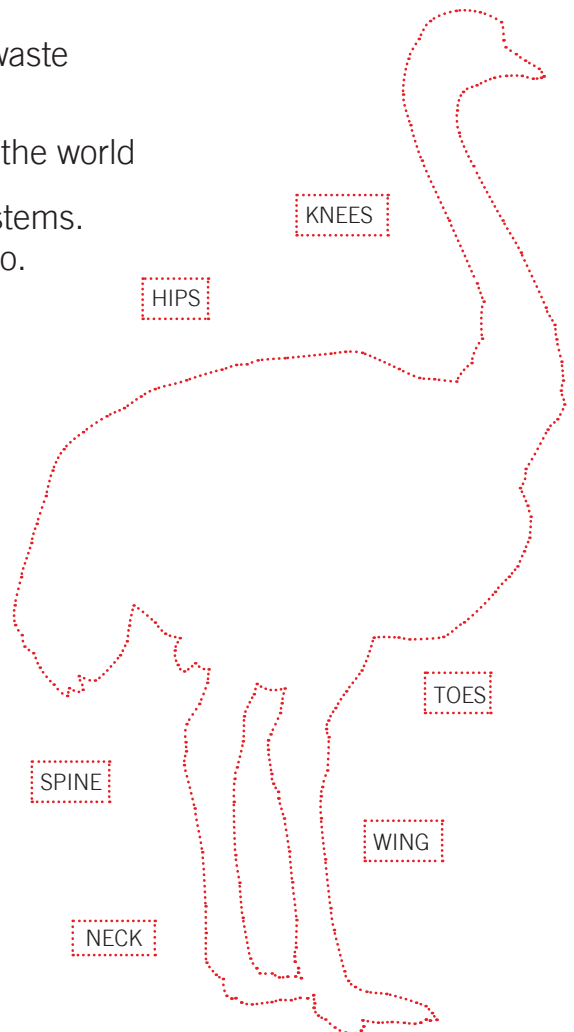 waste
the world
stems.
o.
KNEES
HIPS
TOES
SPINE
WING
NECK